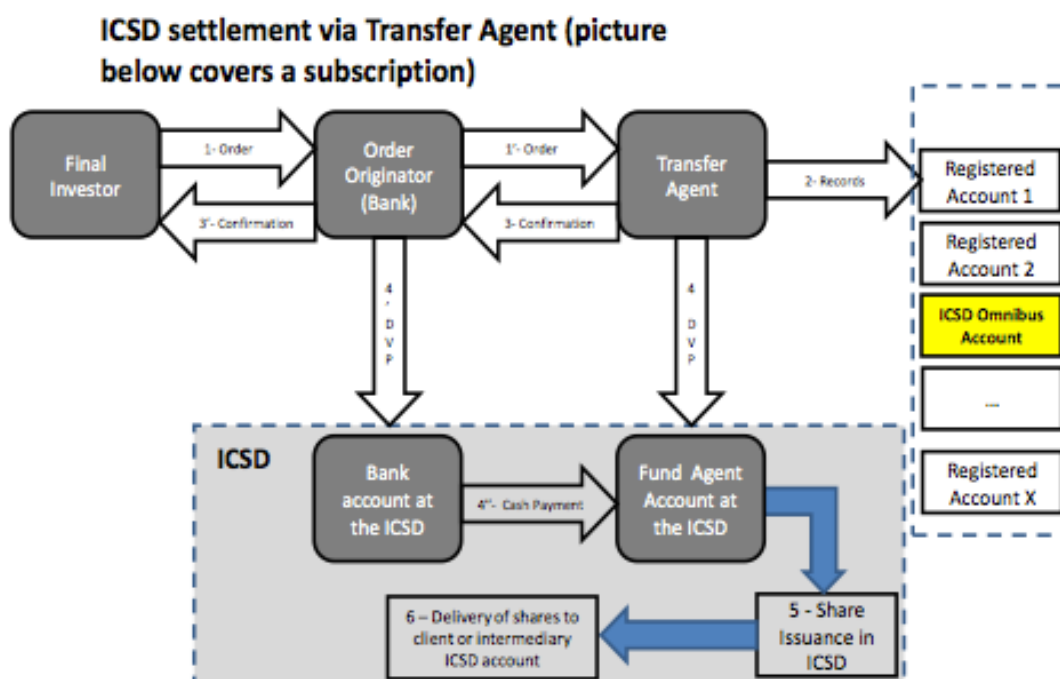 ICSD settlement via Transfer Agent (picture
below covers a subscription)
Final
Investor
1- Order
3'- Confirmation
Order
Originator
(Bank)
1'- Order
3- Confirmation
Transfer
Agent
2- Records
Registered
Account 1
Registered
Account 2
ICSD Omnibus
Account
....
Registered
Account X
4' DVP
4 DVP
ICSD
Bank
account at
the ICSD
4''- Cash Payment
Fund Agent
Account at
the ICSD
6 – Delivery of shares to
client or intermediary
ICSD account
5 - Share
Issuance in
ICSD